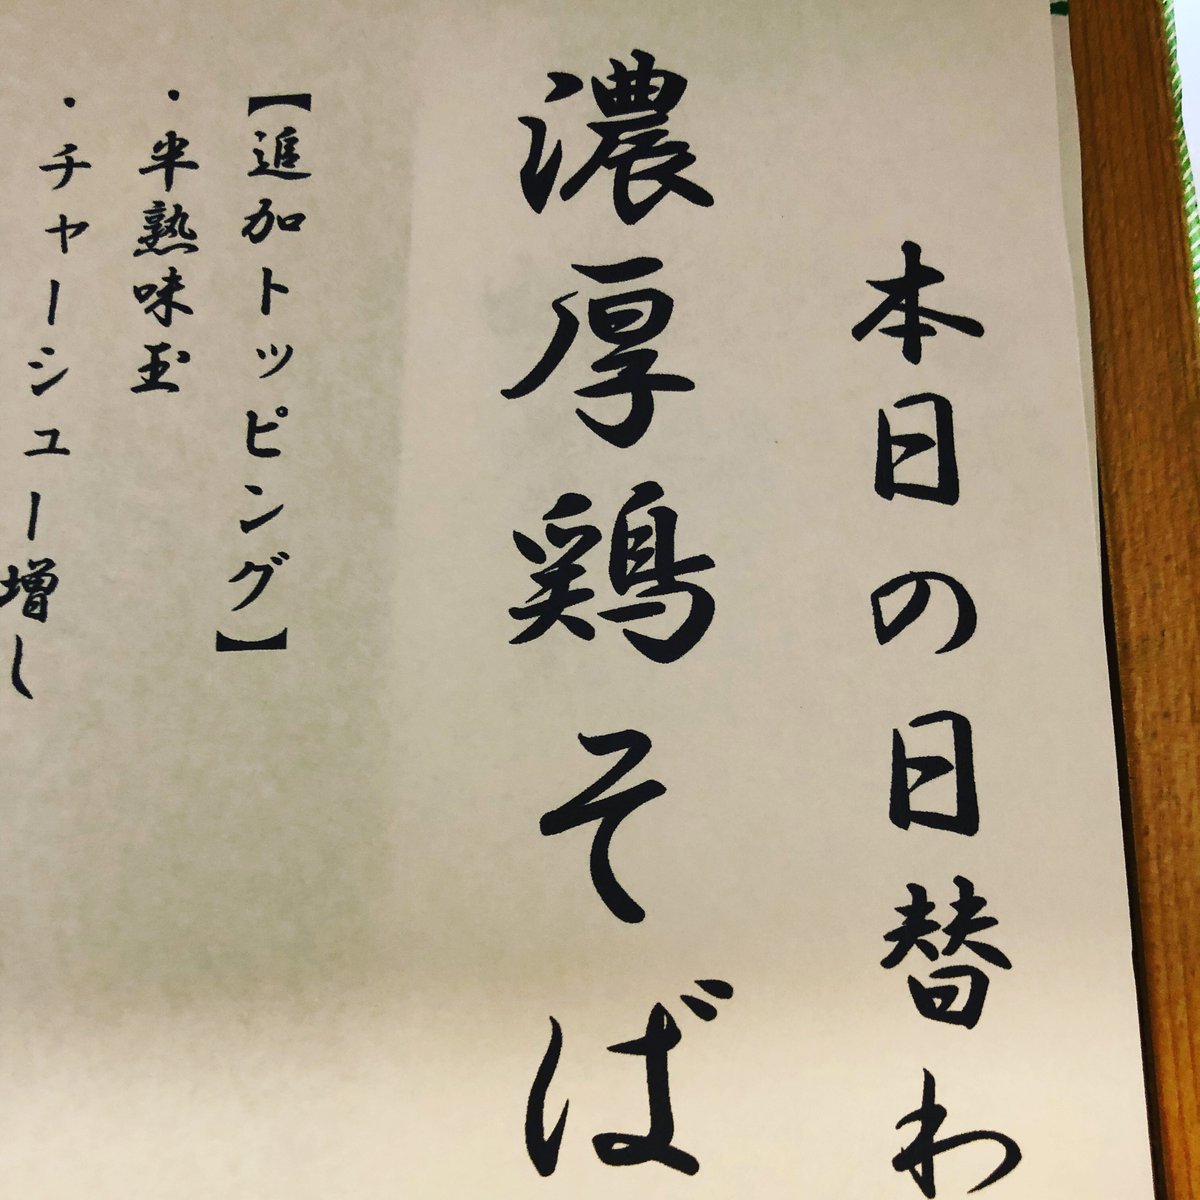 本日の日替わ
濃厚鶏そば
【追加トッピング】
・半熟味玉
・チャーシュー増し